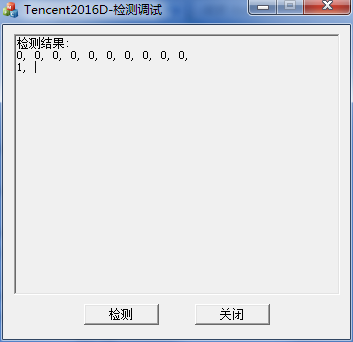 Tencent2016D-检测调试
检测结果:
0, 0, 0, 0, 0, 0, 0, 0, 0, 0,
1,
检测
关闭